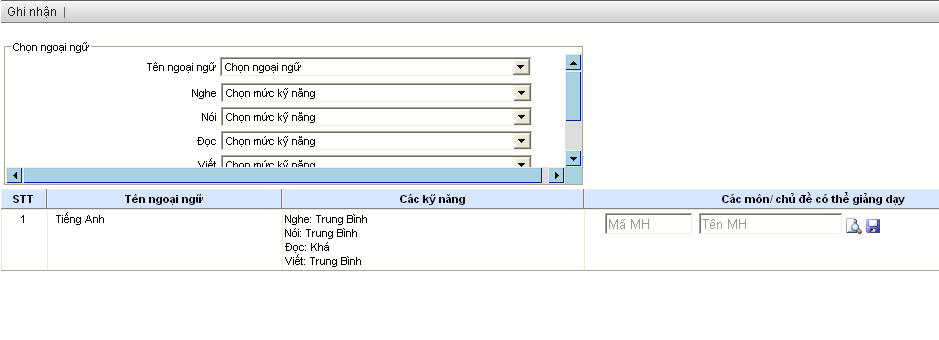 Ghi nhận |
Chọn ngoại ngữ
Tên ngoại ngữ Chọn ngoại ngữ
Nghe Chọn mức kỹ năng
Nói Chọn mức kỹ năng
Đọc Chọn mức kỹ năng
Viết Chọn mức kỹ năng
STT Tên ngoại ngữ Các kỹ năng Các môn/ chủ đề có thể giảng dạy
1 Tiếng Anh Nghe: Trung Bình Mã MH Tên MH
Nói: Trung Bình
Đọc: Khá
Viết: Trung Bình